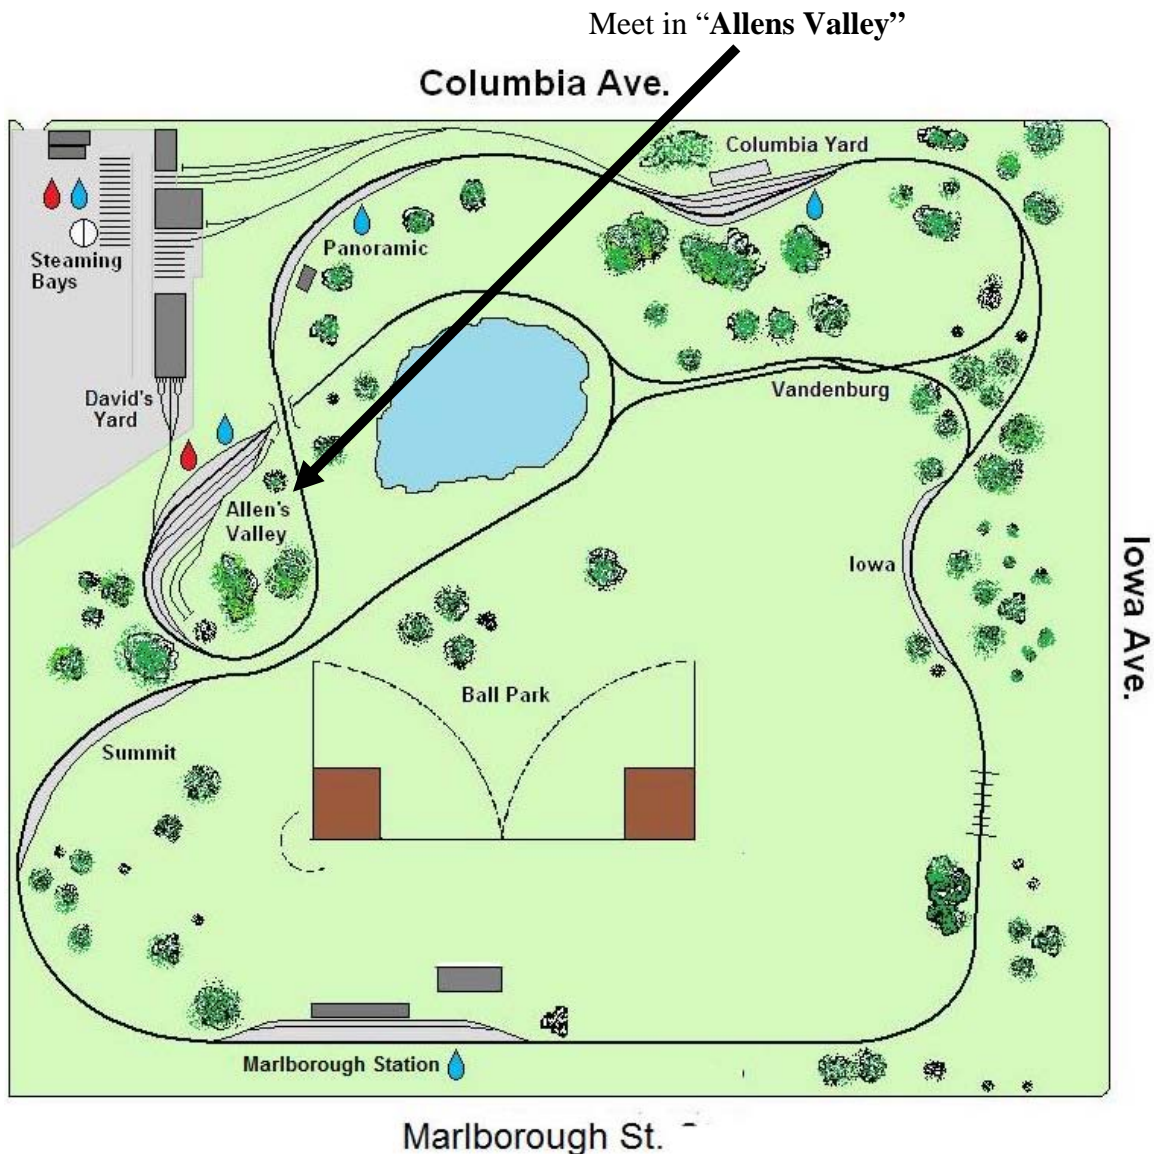 Meet in “Allens Valley”
Columbia Ave.
Columbia Yard
Panoramic
Steaming
Bays
David's
Yard
Vandenburg
Allen's
Valley
Iowa
Iowa Ave.
Ball Park
Summit
Marlborough Station
Marlborough St.